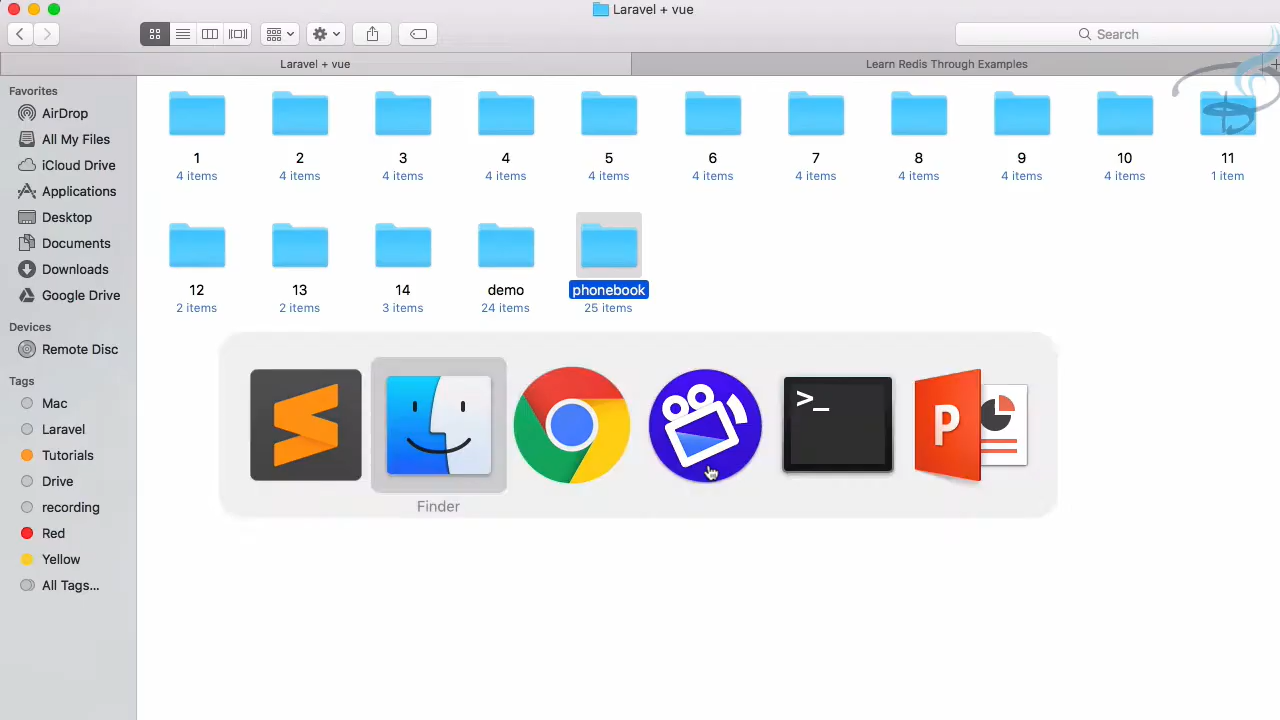 Laravel + vue
Search
Laravel + vue
Learn Redis Through Examples
Favorites
AirDrop
All My Files
iCloud Drive
Applications
Desktop
Documents
Downloads
Google Drive
Devices
Remote Disc
Tags
Mac
Laravel
Tutorials
Drive
recording
Red
Yellow
All Tags...
1 2 3 4 5 6 7 8 9 10 11
4 items 4 items 4 items 4 items 4 items 4 items 4 items 4 items 4 items 4 items 1 item
12 13 14 demo phonebook
2 items 2 items 3 items 24 items 25 items
>_
P
Finder